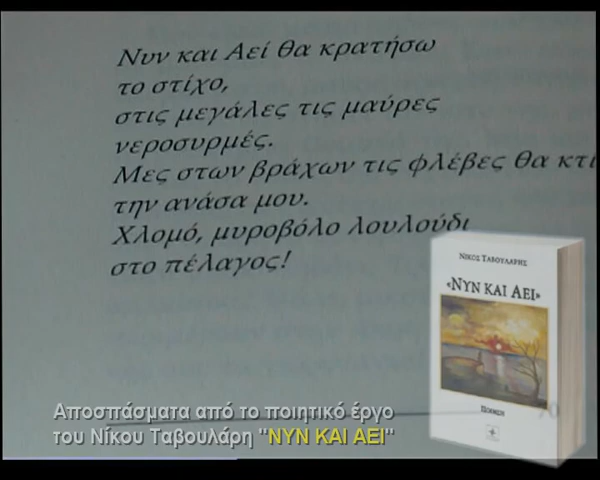 Νυν και Αεί θα κρατήσω
το στίχο,
στις μεγάλες τις μαύρες
νεροσυρμές.
Μες στων βράχων τις φλέβες θα κτι
την ανάσα μου.
Χλομό, μυροβόλο λουλούδι
στο πέλαγος!
ΝΙΚΟΣ ΤΑΒΟΥΛΑΡΗΣ
«ΝΥΝ ΚΑΙ ΑΕΙ»
ΠΟΙΗΣΗ
Αποσπάσματα από το ποιητικό έργο
του Νίκου Ταβουλάρη "ΝΥΝ ΚΑΙ ΑΕΙ"